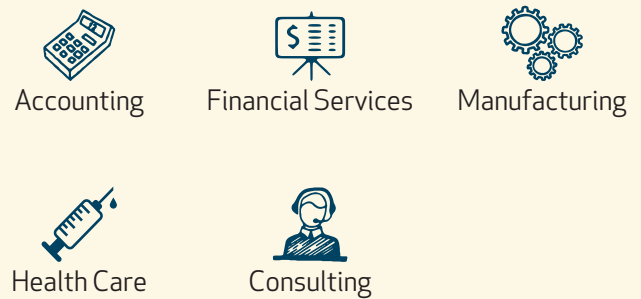 $
Accounting
Financial Services
Manufacturing
Health Care
Consulting